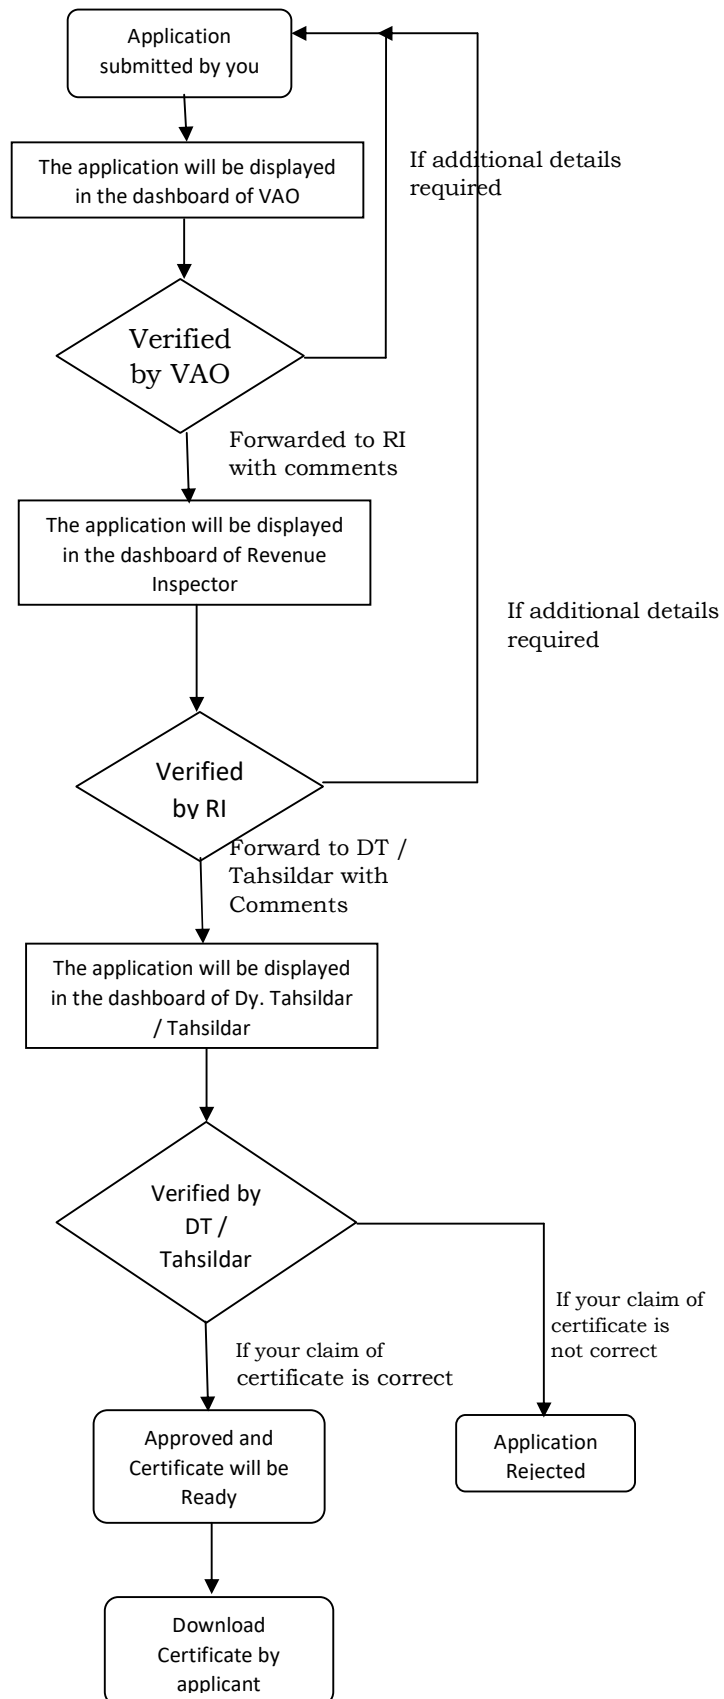 Application
submitted by you
The application will be displayed
in the dashboard of VAO
If additional details
required
Verified
by VAO
Forwarded to RI
with comments
The application will be displayed
in the dashboard of Revenue
Inspector
If additional details
required
Verified
by RI
Forward to DT /
Tahsildar with
Comments
The application will be displayed
in the dashboard of Dy. Tahsildar
/ Tahsildar
Verified by
DT /
Tahsildar
If your claim of
certificate is
not correct
If your claim of
certificate is correct
Approved and
Certificate will be
Ready
Application
Rejected
Download
Certificate by
applicant